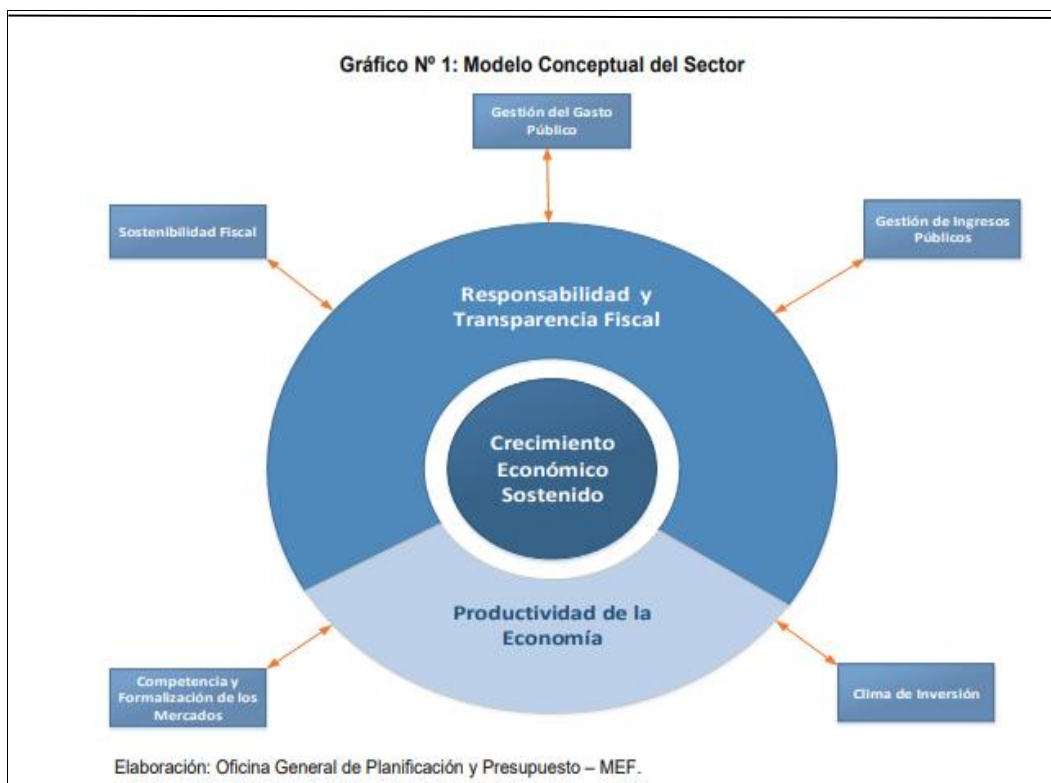 Gráfico Nº 1: Modelo Conceptual del Sector
Gestión del Gasto
Público
Sostenibilidad Fiscal
Gestión de Ingresos
Públicos
Responsabilidad y
Transparencia Fiscal
Crecimiento
Económico
Sostenido
Productividad de la
Economía
Competencia y
Formalización de los
Mercados
Clima de Inversión
Elaboración: Oficina General de Planificación y Presupuesto – MEF.